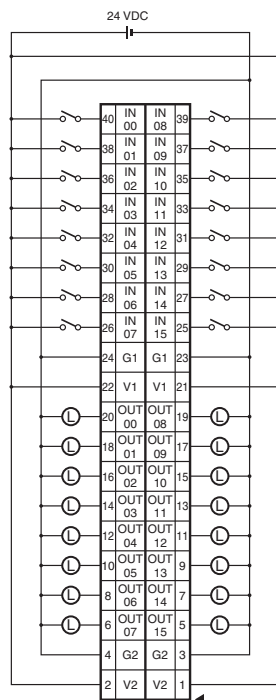 24 VDC
40 IN 00 IN 08 39
38 IN 01 IN 09 37
36 IN 02 IN 10 35
34 IN 03 IN 11 33
32 IN 04 IN 12 31
30 IN 05 IN 13 29
28 IN 06 IN 14 27
26 IN 07 IN 15 25
24 G1 G1 23
22 V1 V1 21
L 20 OUT 00 OUT 08 19 L
L 18 OUT 01 OUT 09 17 L
L 16 OUT 02 OUT 10 15 L
L 14 OUT 03 OUT 11 13 L
L 12 OUT 04 OUT 12 11 L
L 10 OUT 05 OUT 13 9 L
L 8 OUT 06 OUT 14 7 L
L 6 OUT 07 OUT 15 5 L
4 G2 G2 3
2 V2 V2 1